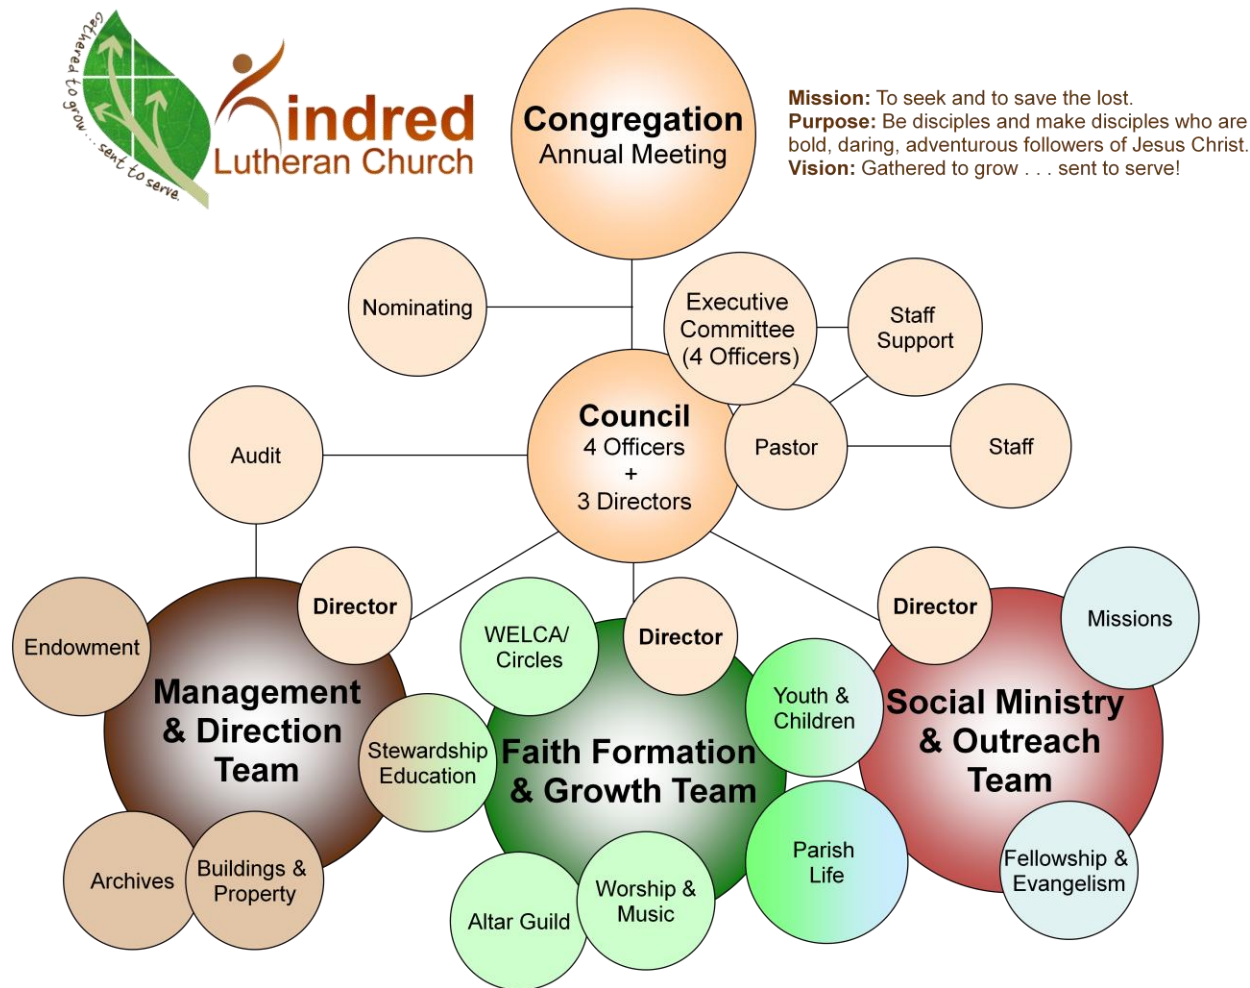 Gathered to grow... sent to serve.
Kindred
Lutheran Church
Congregation
Annual Meeting
Mission: To seek and to save the lost.
Purpose: Be disciples and make disciples who are
bold, daring, adventurous followers of Jesus Christ.
Vision: Gathered to grow . . . sent to serve!
Nominating
Executive
Committee
(4 Officers)
Staff
Support
Council
4 Officers
+
3 Directors
Pastor
Staff
Audit
Director
Endowment
Management
& Direction
Team
Stewardship
Education
Archives
Buildings &
Property
WELCA/
Circles
Director
Faith Formation
& Growth Team
Youth &
Children
Parish
Life
Altar Guild
Worship &
Music
Director
Missions
Social Ministry
& Outreach
Team
Fellowship &
Evangelism